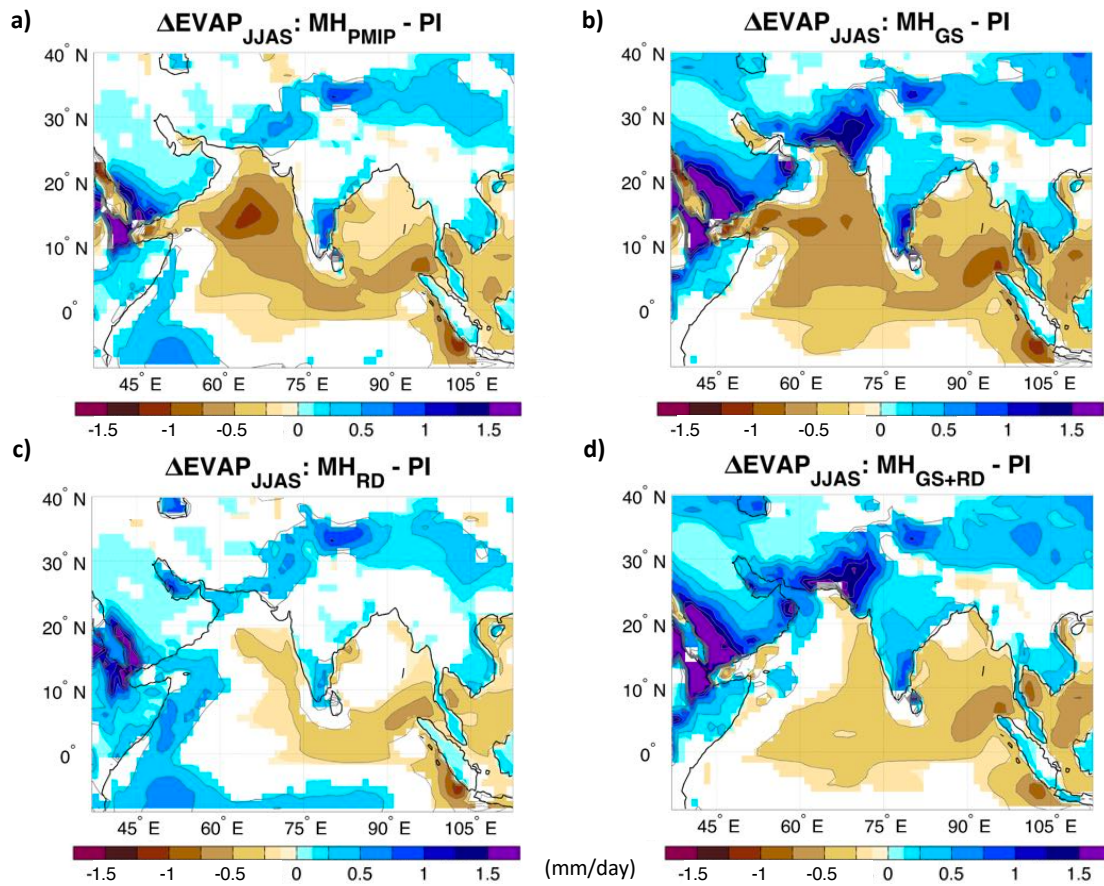 a) ΔEVAP_JJAS: MH_PMIP - PI
40° N
30° N
20° N
10° N
0°
45° E 60° E 75° E 90° E 105° E
-1.5 -1 -0.5 0 0.5 1 1.5
b) ΔEVAP_JJAS: MH_GS - PI
40° N
30° N
20° N
10° N
0°
45° E 60° E 75° E 90° E 105° E
-1.5 -1 -0.5 0 0.5 1 1.5
c) ΔEVAP_JJAS: MH_RD - PI
40° N
30° N
20° N
10° N
0°
45° E 60° E 75° E 90° E 105° E
-1.5 -1 -0.5 0 0.5 1 1.5
(mm/day)
d) ΔEVAP_JJAS: MH_GS+RD - PI
40° N
30° N
20° N
10° N
0°
45° E 60° E 75° E 90° E 105° E
-1.5 -1 -0.5 0 0.5 1 1.5